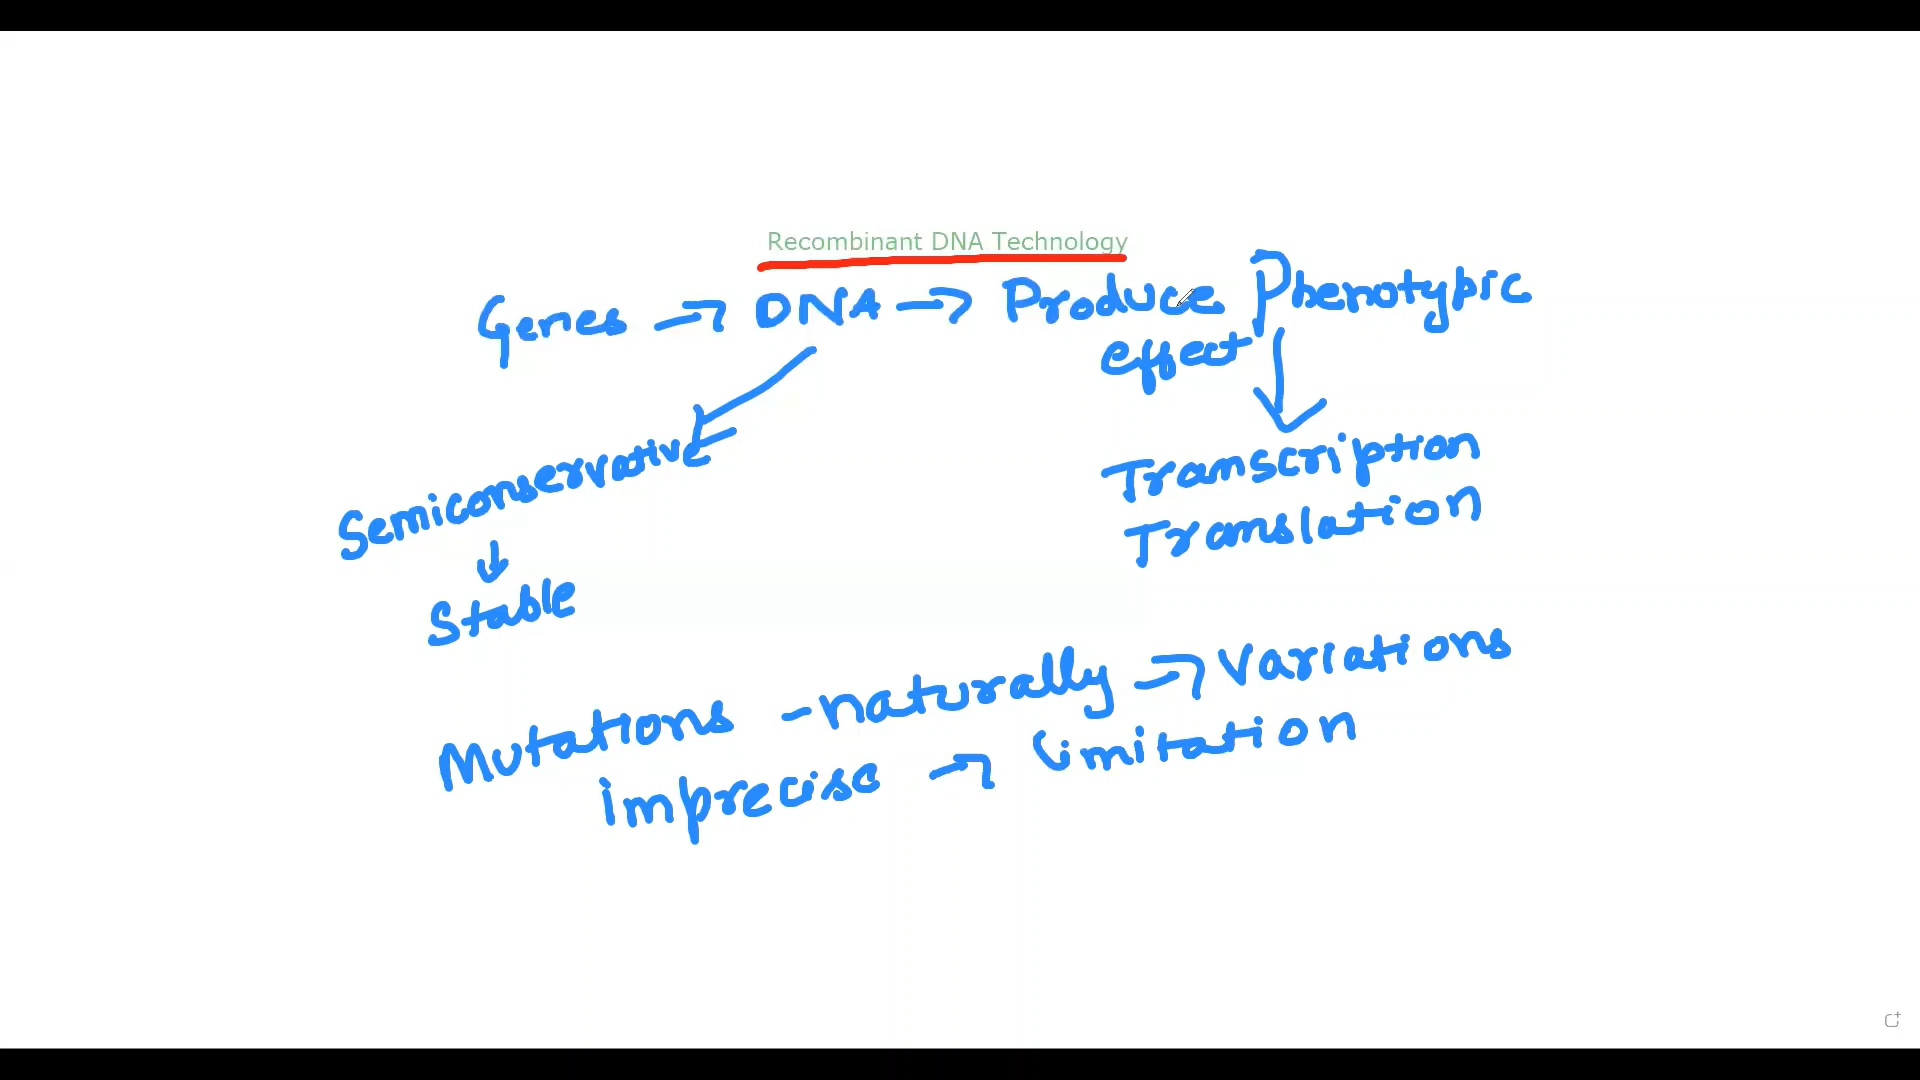 Recombinant DNA Technology
Genes → DNA → Produce Phenotypic
effect
Semiconservative
Transcription
Translation
↓
Stable
Mutations - naturally → Variations
imprecise → limitation